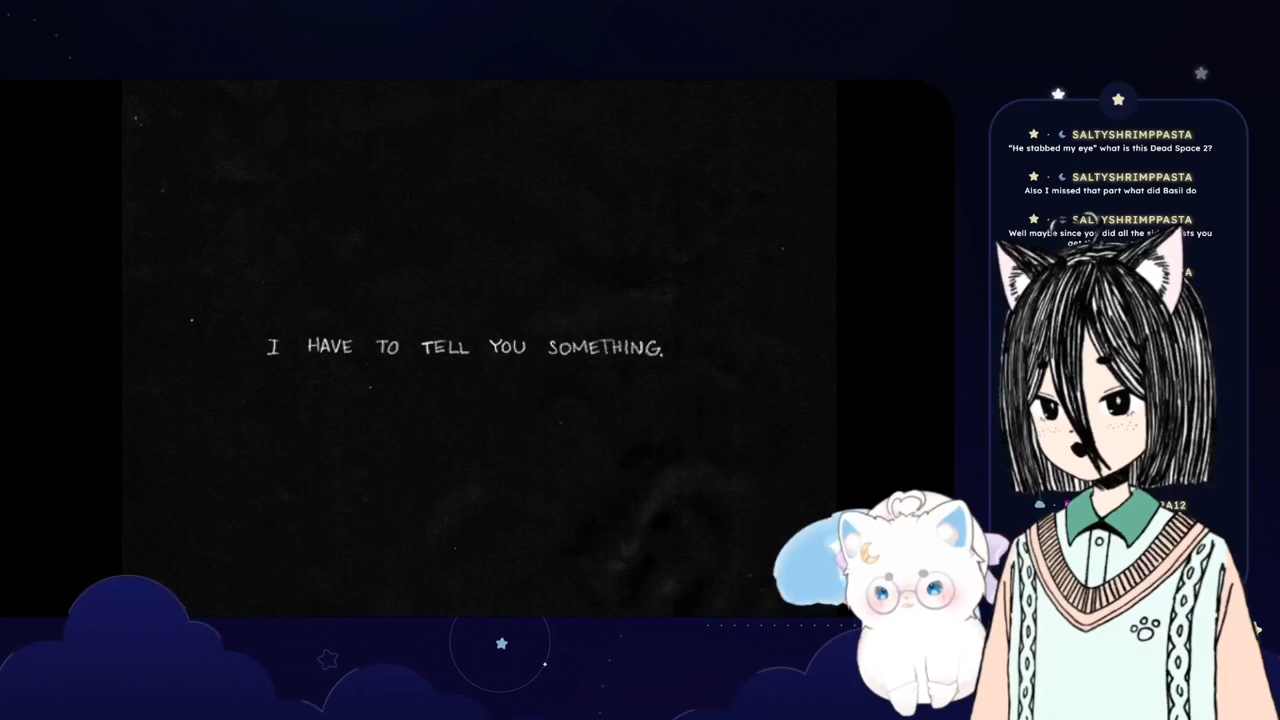 I HAVE TO TELL YOU SOMETHING.
SALTYSHRIMPPASTA
"He stabbed my eye" what is this Dead Space 2?
SALTYSHRIMPPASTA
Also I missed that part what did Basil do
SALTYSHRIMPPASTA
Well maybe since you did all the you